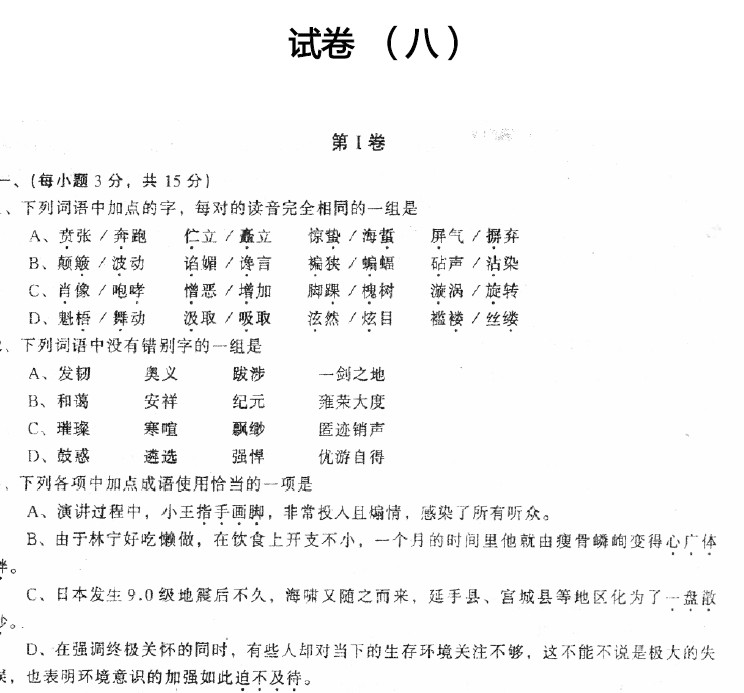 试卷 （八）
第 I 卷
一、(每小题 3 分，共 15 分)
、下列词语中加点的字，每对的读音完全相同的一组是
A、贲张 / 奔跑 伫立 / 矗立 惊蛰 / 海蜇 屏气 / 摒弃
B、颠簸 / 波动 谄媚 / 谗言 褊狭 / 蝙蝠 砧声 / 沾染
C、肖像 / 咆哮 憎恶 / 增加 脚踝 / 槐树 漩涡 / 旋转
D、魁梧 / 舞动 汲取 / 吸取 泫然 / 炫目 褴褛 / 丝缕
、下列词语中没有错别字的一组是
A、发韧 奥义 跋涉 一剑之地
B、和蔼 安祥 纪元 雍荣大度
C、璀璨 寒喧 飘缈 匿迹销声
D、鼓惑 遴选 强悍 优游自得
、下列各项中加点成语使用恰当的一项是
A、演讲过程中，小王指手画脚，非常投入且煽情，感染了所有听众。
B、由于林宁好吃懒做，在饮食上开支不小，一个月的时间里他就由瘦骨嶙峋变得心广体
胖。
C、日本发生 9.0 级地震后不久，海啸又随之而来，延手县、宫城县等地区化为了一盘散
沙。
D、在强调终极关怀的同时，有些人却对当下的生存环境关注不够，这不能不说是极大的失
误，也表明环境意识的加强如此迫不及待。